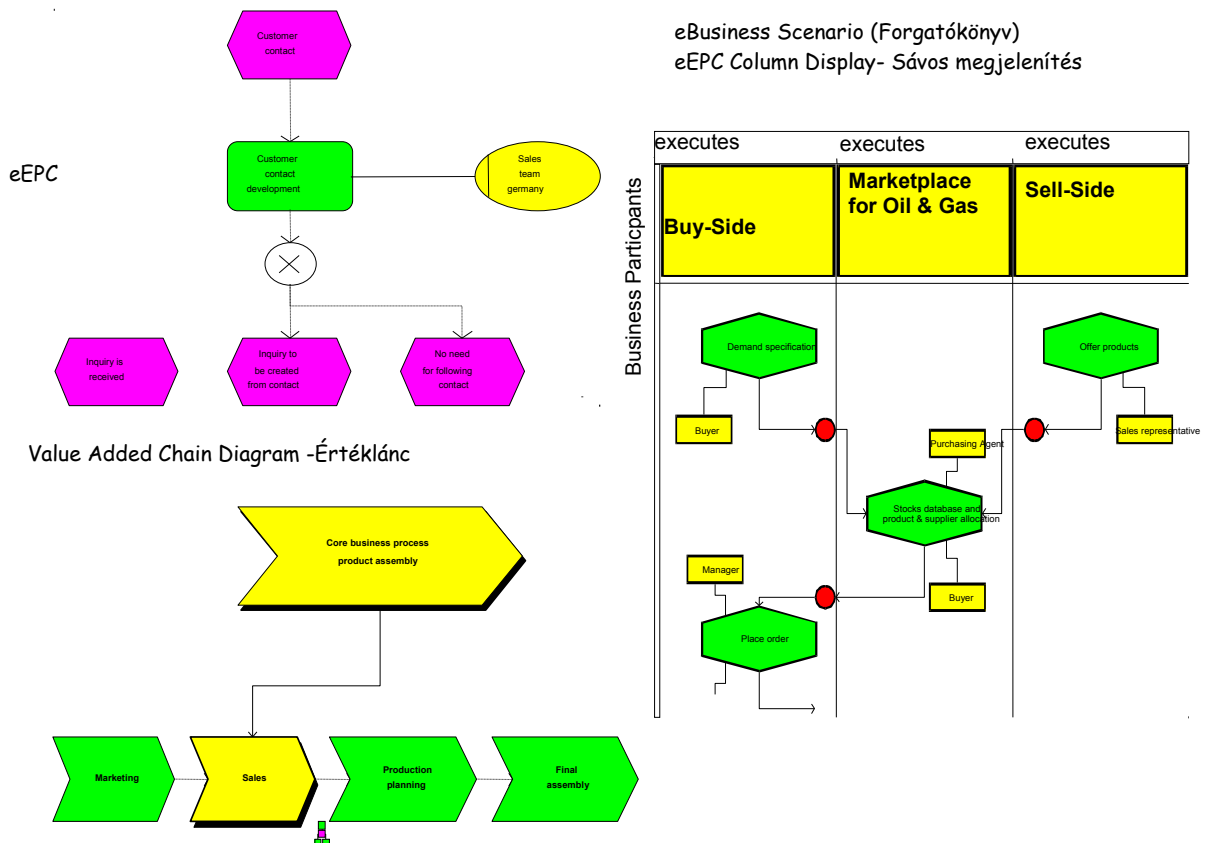 Customer
contact
eEPC
Customer
contact
development
Sales
team
germany
Inquiry is
received
Inquiry to
be created
from contact
No need
for following
contact
Value Added Chain Diagram -Értéklánc
Core business process
product assembly
Marketing
Sales
Production
planning
Final
assembly
eBusiness Scenario (Forgatókönyv)
eEPC Column Display- Sávos megjelenítés
executes
executes
executes
Business Particpants
Buy-Side
Marketplace
for Oil & Gas
Sell-Side
Demand specification
Offer products
Buyer
Purchasing Agent
Sales representative
Stocks database and
product & supplier allocation
Manager
Buyer
Place order